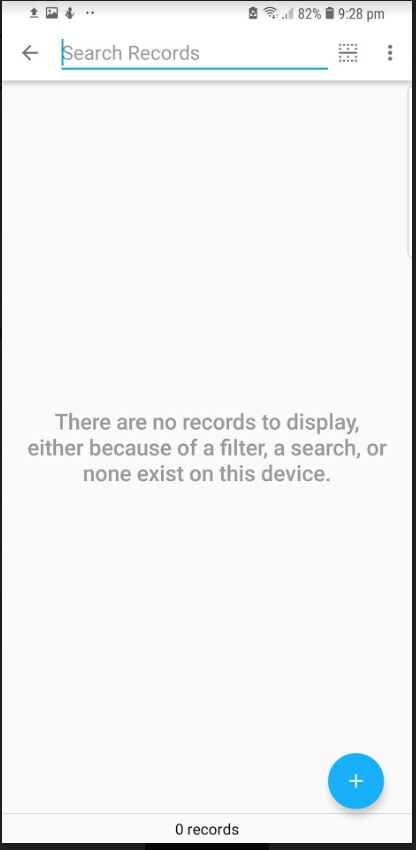 82% 9:28 pm
Search Records
There are no records to display,
either because of a filter, a search, or
none exist on this device.
+
0 records